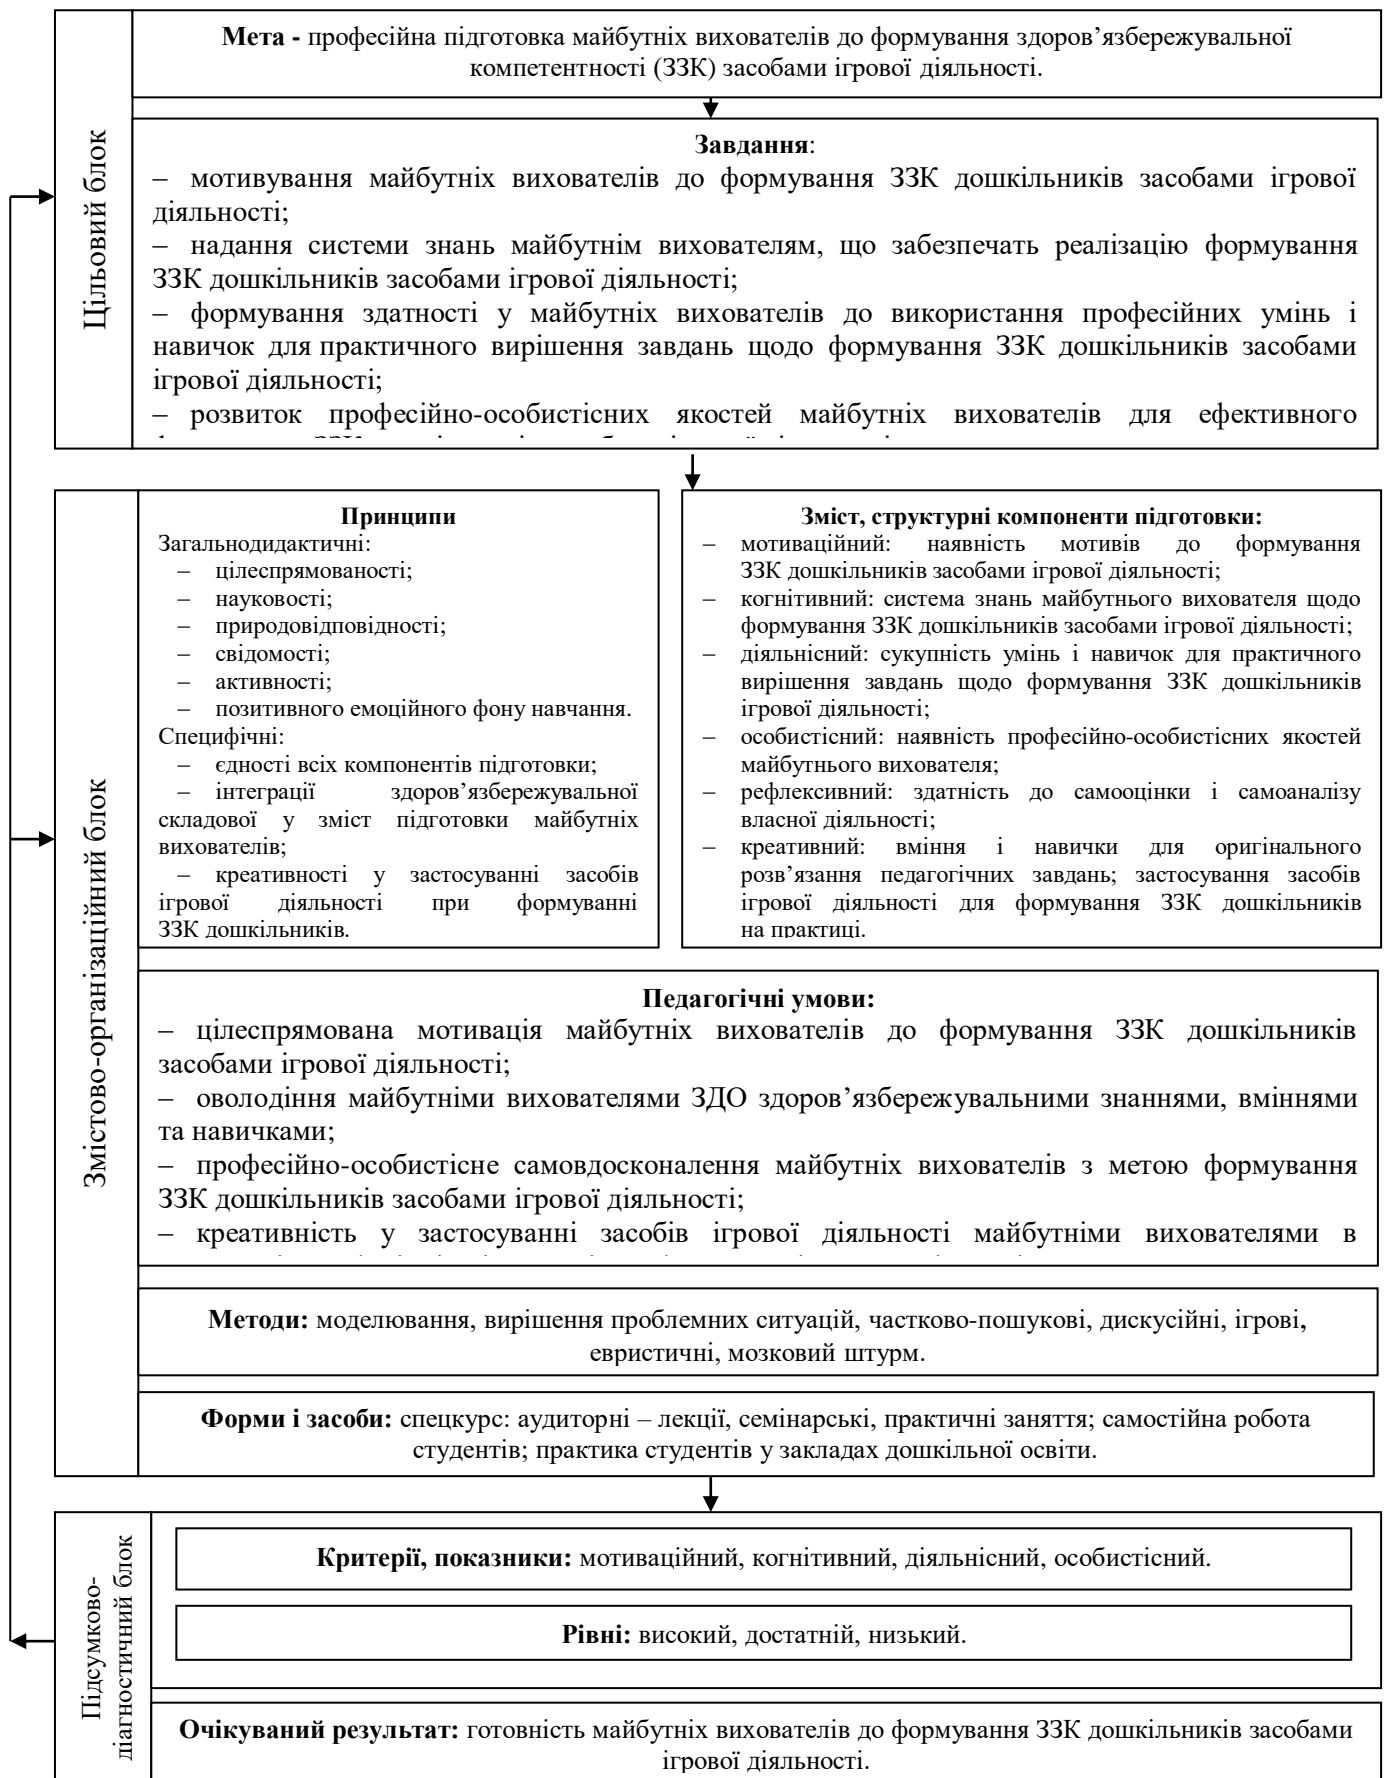 Цільовий блок
Мета - професійна підготовка майбутніх вихователів до формування здоров’язбережувальної
компетентності (ЗЗК) засобами ігрової діяльності.
Завдання:
– мотивування майбутніх вихователів до формування ЗЗК дошкільників засобами ігрової
діяльності;
– надання системи знань майбутнім вихователям, що забезпечать реалізацію формування
ЗЗК дошкільників засобами ігрової діяльності;
– формування здатності у майбутніх вихователів до використання професійних умінь і
навичок для практичного вирішення завдань щодо формування ЗЗК дошкільників засобами
ігрової діяльності;
– розвиток професійно-особистісних якостей майбутніх вихователів для ефективного
Змістово-організаційний блок
Принципи
Загальнодидактичні:
– цілеспрямованості;
– науковості;
– природовідповідності;
– свідомості;
– активності;
– позитивного емоційного фону навчання.
Специфічні:
– єдності всіх компонентів підготовки;
– інтеграції здоров’язбережувальної
складової у зміст підготовки майбутніх
вихователів;
– креативності у застосуванні засобів
ігрової діяльності при формуванні
ЗЗК дошкільників.
Зміст, структурні компоненти підготовки:
– мотиваційний: наявність мотивів до формування
ЗЗК дошкільників засобами ігрової діяльності;
– когнітивний: система знань майбутнього вихователя щодо
формування ЗЗК дошкільників засобами ігрової діяльності;
– діяльнісний: сукупність умінь і навичок для практичного
вирішення завдань щодо формування ЗЗК дошкільників
ігрової діяльності;
– особистісний: наявність професійно-особистісних якостей
майбутнього вихователя;
– рефлексивний: здатність до самооцінки і самоаналізу
власної діяльності;
– креативний: вміння і навички для оригінального
розв’язання педагогічних завдань; застосування засобів
ігрової діяльності для формування ЗЗК дошкільників
на практиці.
Педагогічні умови:
– цілеспрямована мотивація майбутніх вихователів до формування ЗЗК дошкільників
засобами ігрової діяльності;
– оволодіння майбутніми вихователями ЗДО здоров’язбережувальними знаннями, вміннями
та навичками;
– професійно-особистісне самовдосконалення майбутніх вихователів з метою формування
ЗЗК дошкільників засобами ігрової діяльності;
– креативність у застосуванні засобів ігрової діяльності майбутніми вихователями в
Методи: моделювання, вирішення проблемних ситуацій, частково-пошукові, дискусійні, ігрові,
евристичні, мозковий штурм.
Форми і засоби: спецкурс: аудиторні – лекції, семінарські, практичні заняття; самостійна робота
студентів; практика студентів у закладах дошкільної освіти.
Підсумково-
діагностичний блок
Критерії, показники: мотиваційний, когнітивний, діяльнісний, особистісний.
Рівні: високий, достатній, низький.
Очікуваний результат: готовність майбутніх вихователів до формування ЗЗК дошкільників засобами
ігрової діяльності.